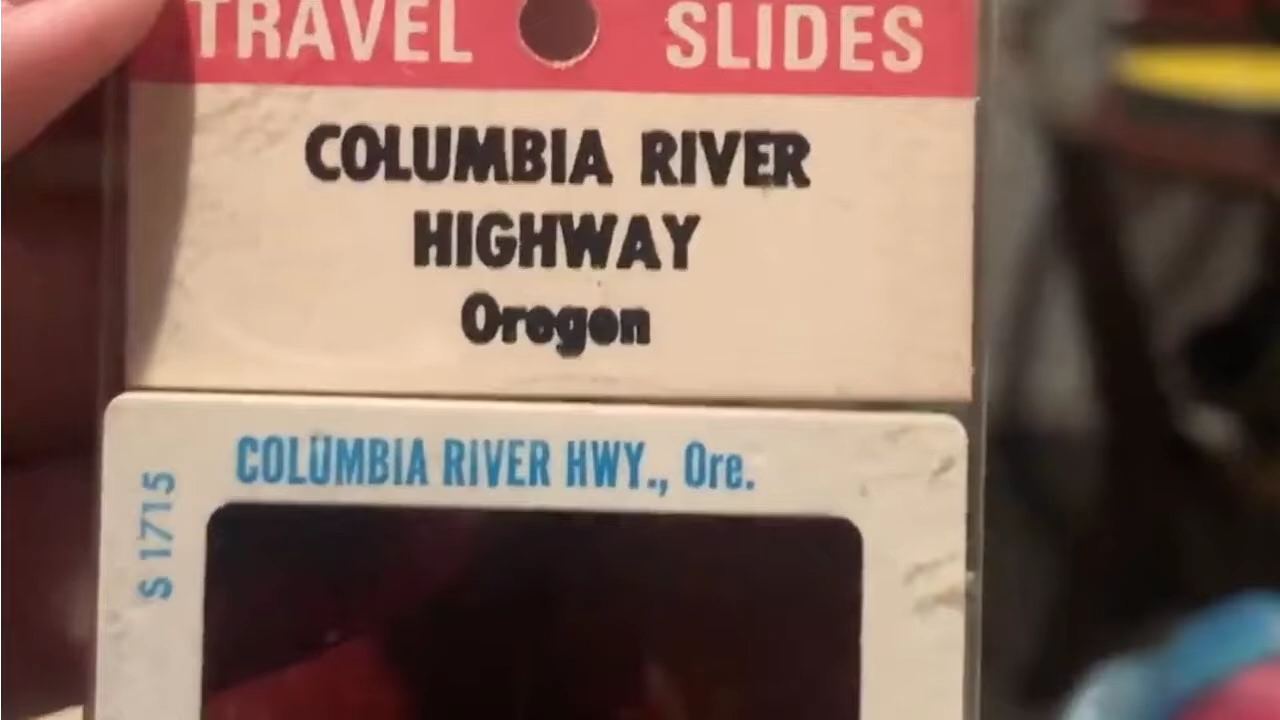 TRAVEL SLIDES
COLUMBIA RIVER
HIGHWAY
Oregon
COLUMBIA RIVER HWY., Ore.
S 1715